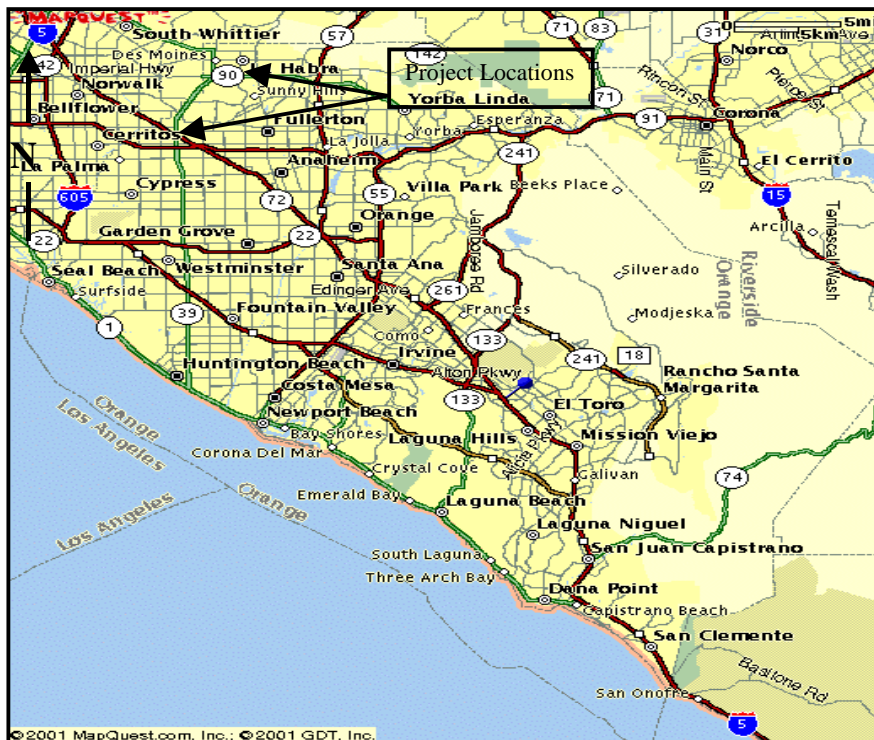 MAPQUEST
5
South Whittier
57
71
83
31
0 5mi
5km
Arlin Ave
Norco
Des Moines
La Habra
142
Project Locations
42
Imperial Hwy
90
Norwalk
Sunny Hills
Yorba Linda
71
Rincon St
Pierce St
Bellflower
Cerritos
Fullerton
Esperanza
91
Corona
La Jolla
Yorba
Main St
N
La Palma
Anaheim
241
El Cerrito
605
Cypress
72
55
Villa Park
Beeks Place
15
Orange
Jamboree Rd
Arcilla
Temescal Wash
22
Garden Grove
22
Seal Beach
Westminster
Santa Ana
Silverado
Riverside
Orange
Surfside
Edinger Ave
261
39
Fountain Valley
Frances
Modjeska
1
Como
133
Huntington Beach
Irvine
241
18
Alton Pkwy
Rancho Santa
Margarita
Costa Mesa
133
El Toro
Newport Beach
Orange
Los Angeles
Bay Shores
Laguna Hills
Alicia Pkwy
Mission Viejo
Corona Del Mar
Crystal Cove
Galivan
74
Emerald Bay
Laguna Beach
Los Angeles
Orange
Laguna Niguel
South Laguna
San Juan Capistrano
Three Arch Bay
Dana Point
Capistrano Beach
San Clemente
Basilone Rd
San Onofre
5
©2001 MapQuest.com, Inc.; ©2001 GDT, Inc.